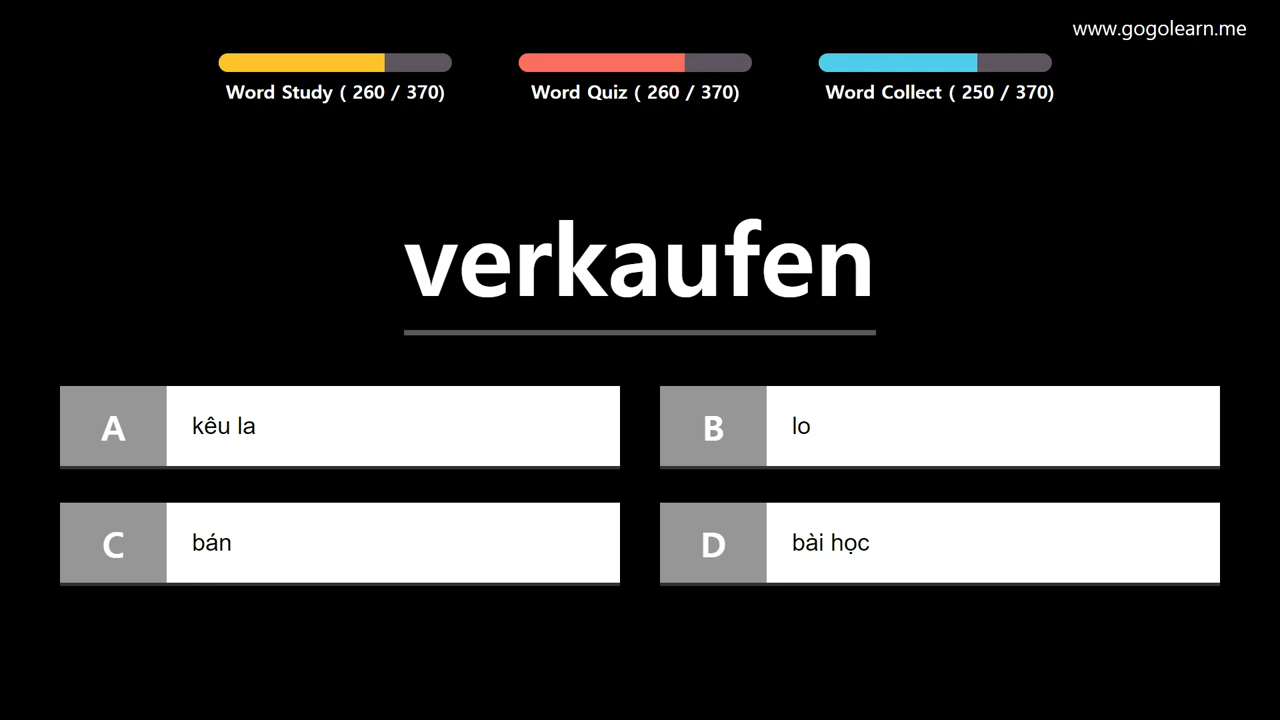 www.gogolearn.me
Word Study ( 260 / 370)
Word Quiz ( 260 / 370)
Word Collect ( 250 / 370)
verkaufen
A kêu la
B lo
C bán
D bài học